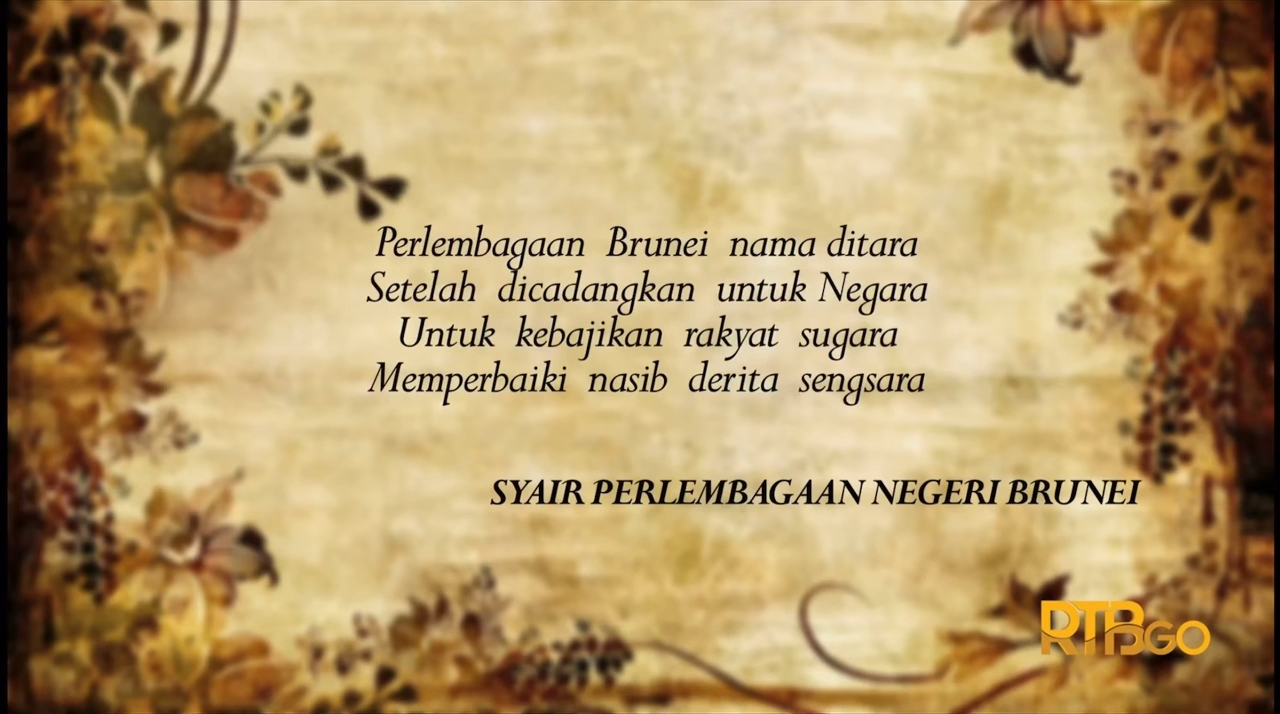 Perlembagaan Brunei nama ditara
Setelah dicadangkan untuk Negara
Untuk kebajikan rakyat sugara
Memperbaiki nasib derita sengsara
SYAIR PERLEMBAGAAN NEGERI BRUNEI
RTBGO